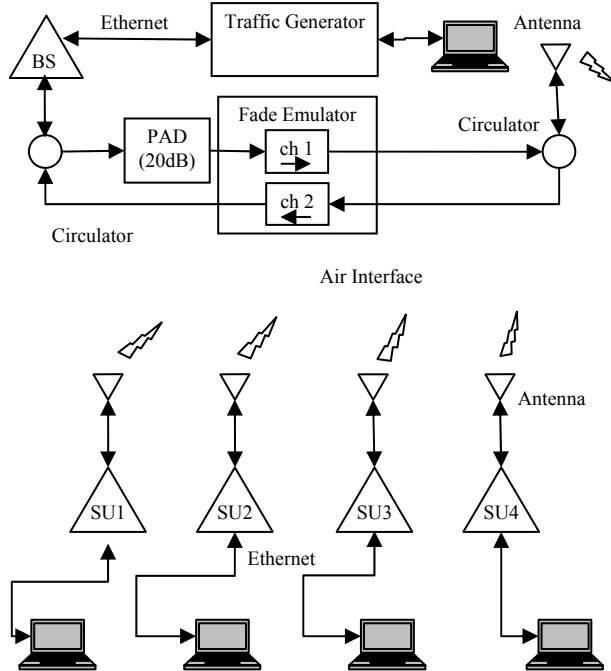 Ethernet
Traffic Generator
Antenna
BS
Fade Emulator
Circulator
PAD
(20dB)
ch 1
ch 2
Circulator
Air Interface
Antenna
SU1
SU2
SU3
SU4
Ethernet